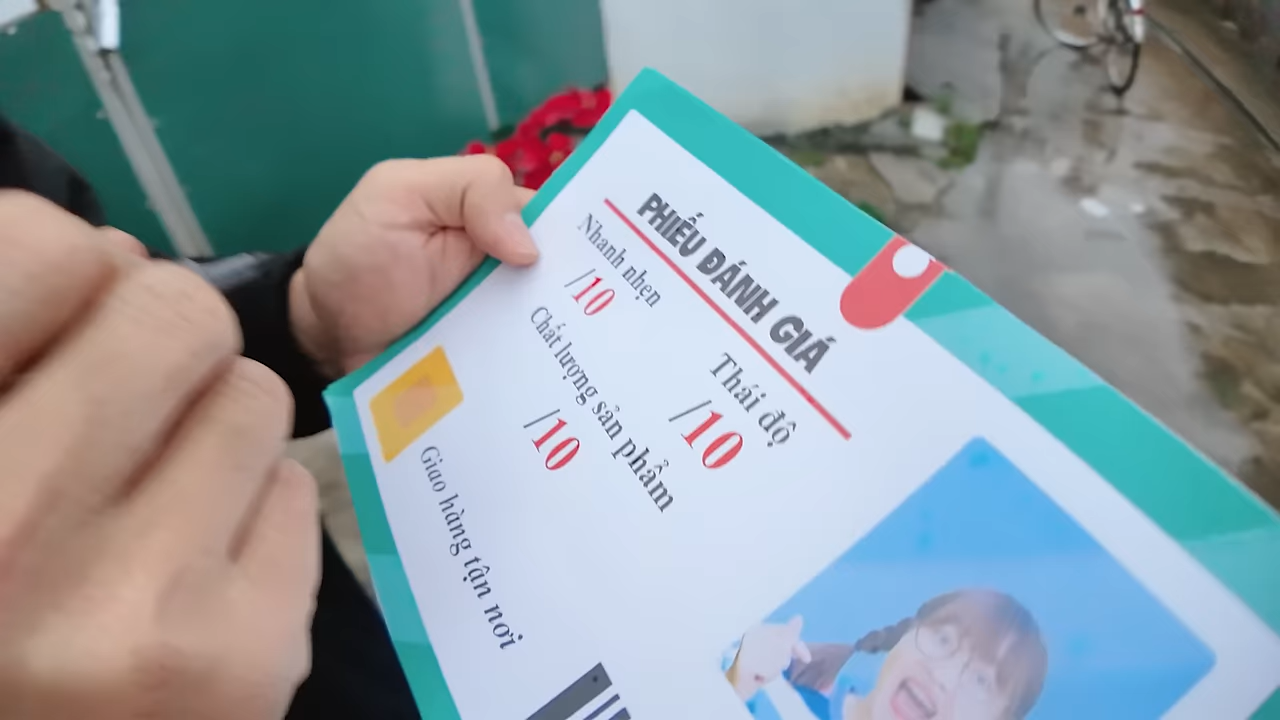 PHIẾU ĐÁNH GIÁ
Nhanh nhẹn
/10
Thái độ
/10
Chất lượng sản phẩm
/10
Giao hàng tận nơi